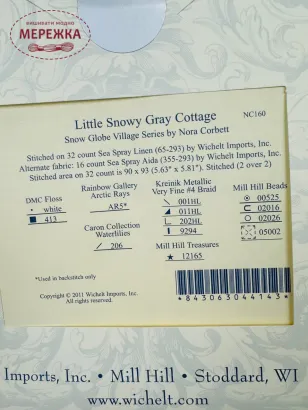 вишивати модно
МЕРЕЖКА
Little Snowy Gray Cottage
NC160
Snow Globe Village Series by Nora Corbett
Stitched on 32 count Sea Spray Linen (65-293) by Wichelt Imports, Inc.
Alternate fabric: 16 count Sea Spray Aida (355-293) by Wichelt Imports, Inc.
Stitched area on 32 count is 90 x 93 (5.63" x 5.81"). Stitched (2 over 2)
DMC Floss
white
413
Rainbow Gallery
Arctic Rays
AR5*
Caron Collection
Waterlilies
206
Kreinik Metallic
Very Fine #4 Braid
001HL
011HL
202HL
9294
Mill Hill Treasures
12165
Mill Hill Beads
00525
02016
02026
05002
*Used in backstitch only
Copyright © 2011 Wichelt Imports, Inc.
All rights reserved.
*843063044143*
Imports, Inc. • Mill Hill • Stoddard, WI
www.wichelt.com